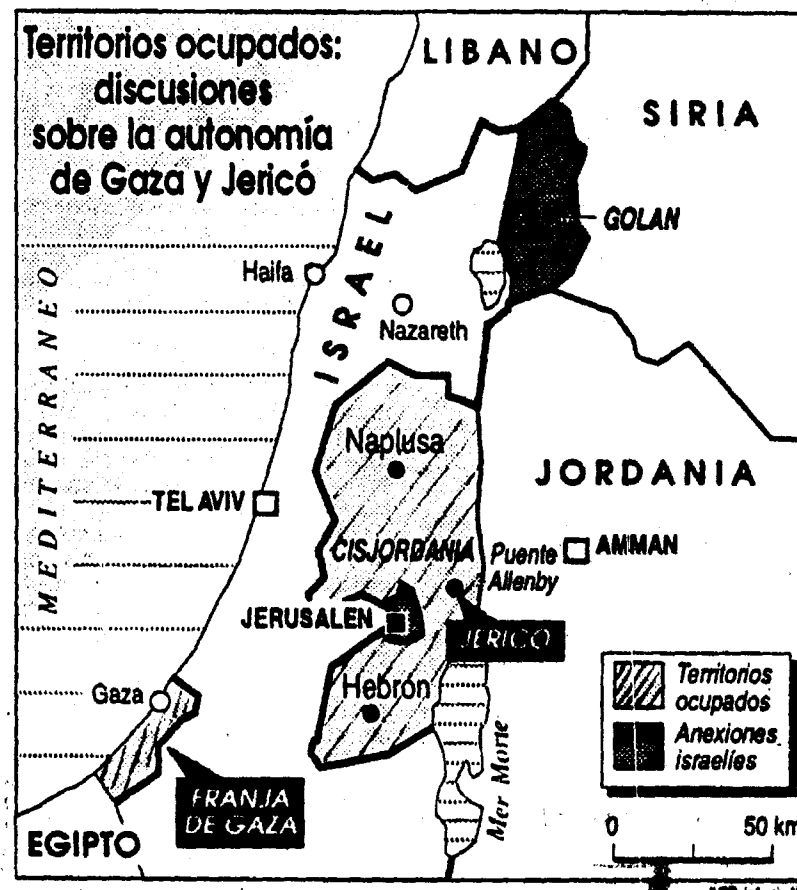 Territorios ocupados:
discusiones
sobre la autonomía
de Gaza y Jericó
LIBANO
SIRIA
GOLAN
Haifa
ISRAEL
Nazareth
MEDITERRANEO
Naplusa
JORDANIA
TEL AVIV
CISJORDANIA
Puente
Allenby
AMMAN
JERUSALEN
JERICO
Gaza
Hebrón
Territorios
ocupados
Anexiones
israelíes
FRANJA
DE GAZA
Mer Morte
EGIPTO
0 50 km